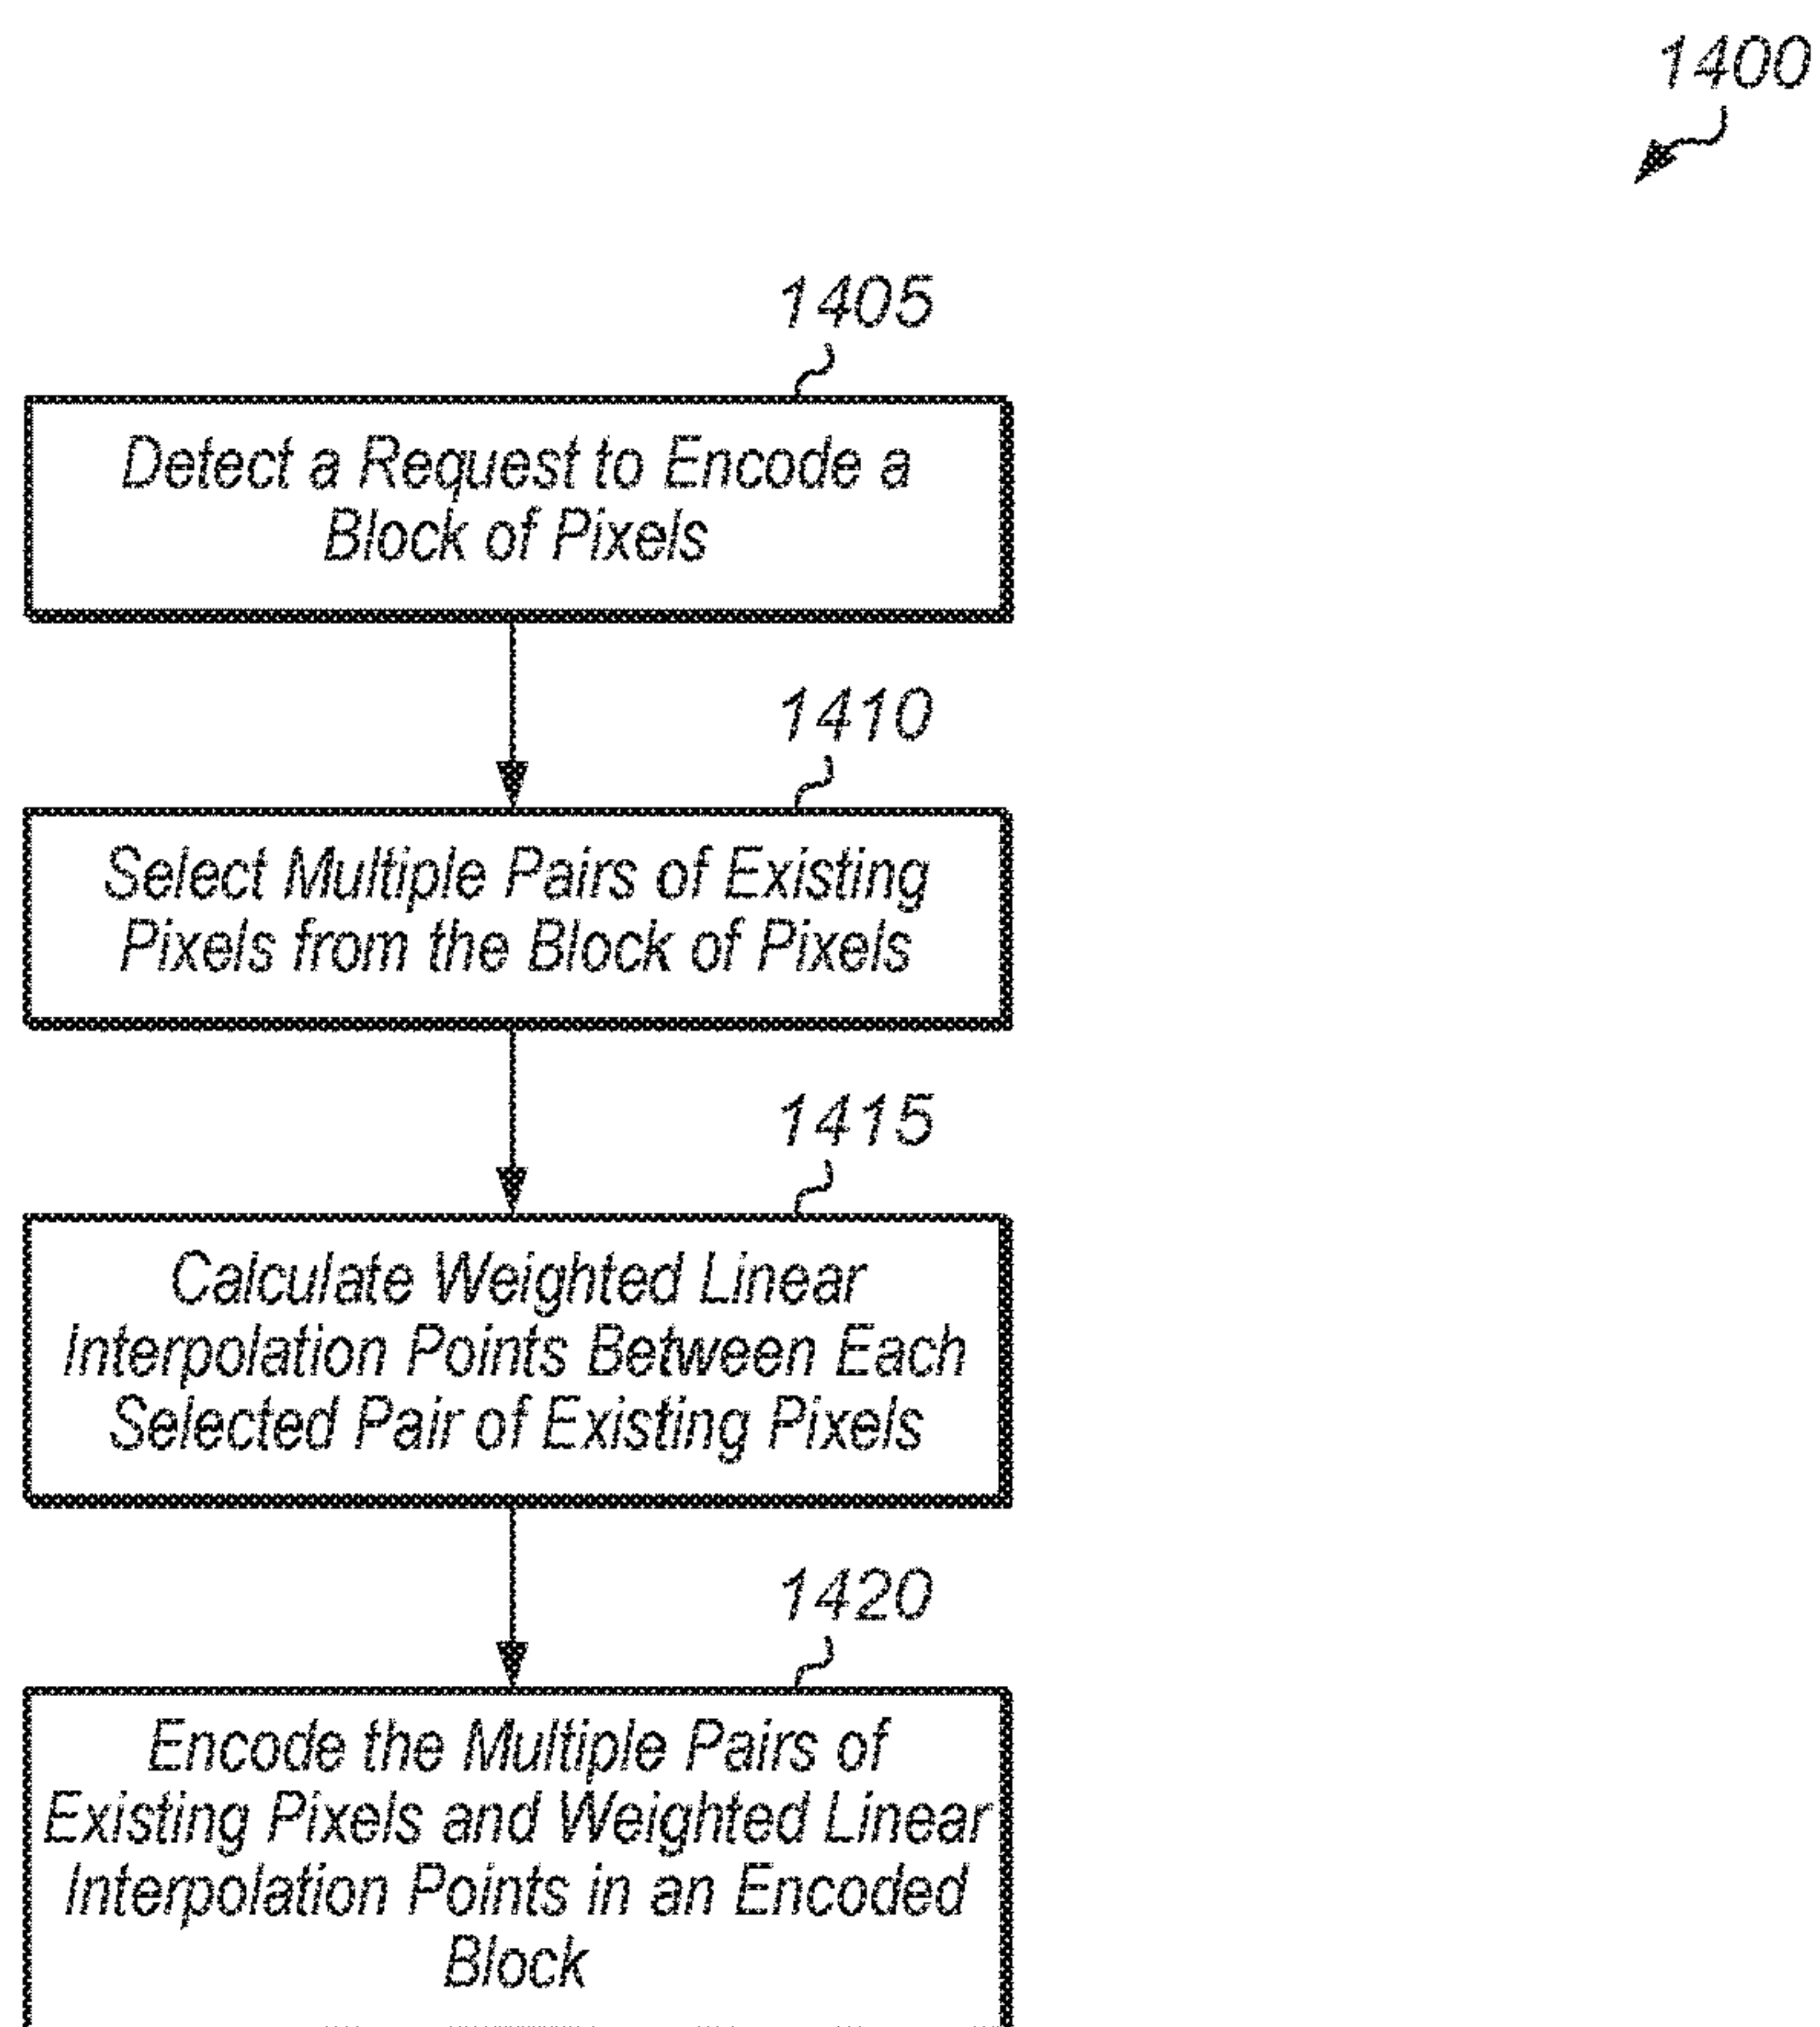 1400
1405
Detect a Request to Encode a
Block of Pixels
1410
Select Multiple Pairs of Existing
Pixels from the Block of Pixels
1415
Calculate Weighted Linear
Interpolation Points Between Each
Selected Pair of Existing Pixels
1420
Encode the Multiple Pairs of
Existing Pixels and Weighted Linear
Interpolation Points in an Encoded
Block